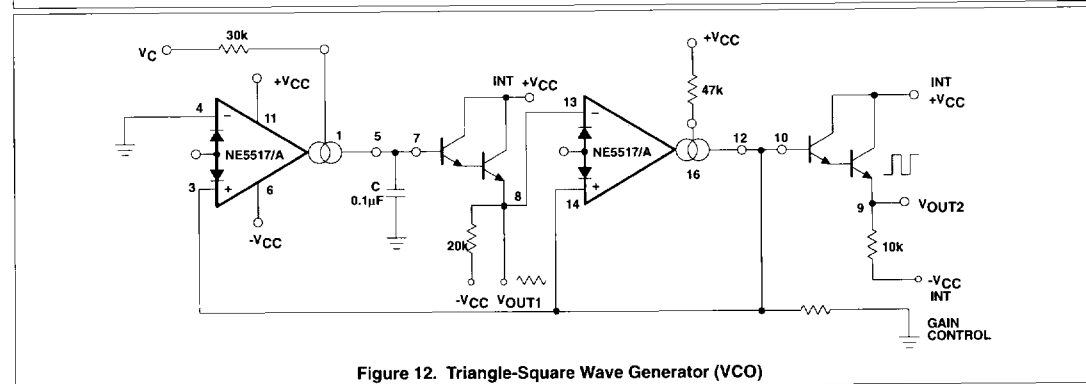 30k
VC
+VCC
4
−
11
NE5517/A
1
5
7
3
+
6
-VCC
C
0.1µF
INT +VCC
8
20k
-VCC
VOUT1
13
−
NE5517/A
14
+
+VCC
47k
16
12
10
INT
+VCC
9
VOUT2
10k
-VCC
INT
GAIN
CONTROL
Figure 12. Triangle-Square Wave Generator (VCO)